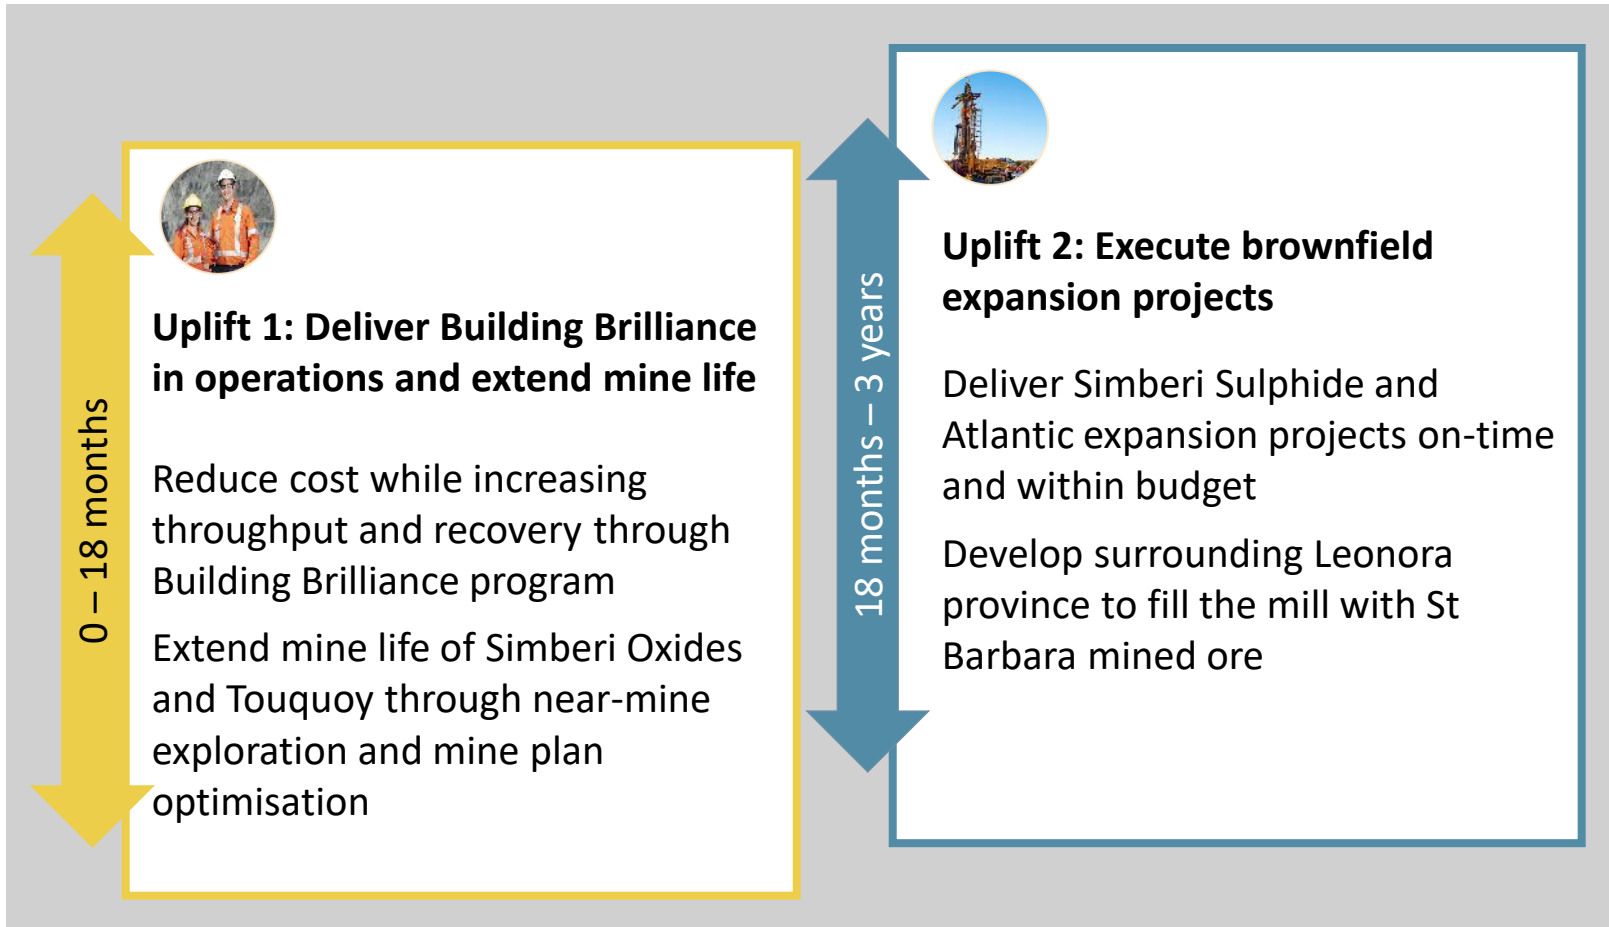 0 – 18 months
Uplift 1: Deliver Building Brilliance
in operations and extend mine life
Reduce cost while increasing
throughput and recovery through
Building Brilliance program
Extend mine life of Simberi Oxides
and Touquoy through near-mine
exploration and mine plan
optimisation
18 months – 3 years
Uplift 2: Execute brownfield
expansion projects
Deliver Simberi Sulphide and
Atlantic expansion projects on-time
and within budget
Develop surrounding Leonora
province to fill the mill with St
Barbara mined ore